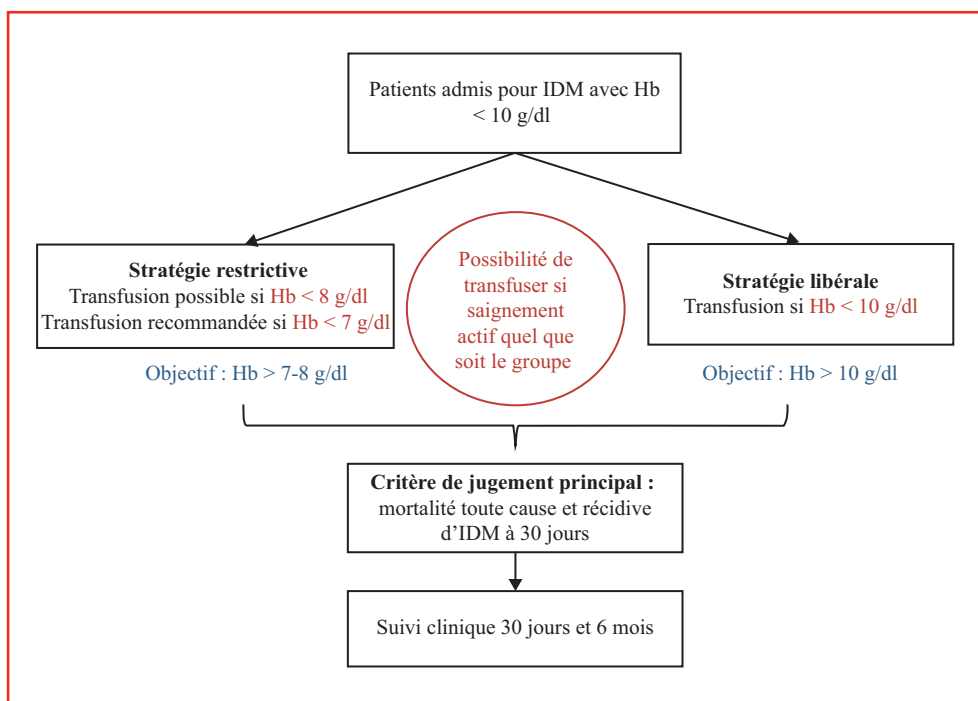 Patients admis pour IDM avec Hb
< 10 g/dl
Stratégie restrictive
Transfusion possible si Hb < 8 g/dl
Transfusion recommandée si Hb < 7 g/dl
Objectif : Hb > 7-8 g/dl
Possibilité de
transfuser si
saignement
actif quel que
soit le groupe
Stratégie libérale
Transfusion si Hb < 10 g/dl
Objectif : Hb > 10 g/dl
Critère de jugement principal :
mortalité toute cause et récidive
d’IDM à 30 jours
Suivi clinique 30 jours et 6 mois